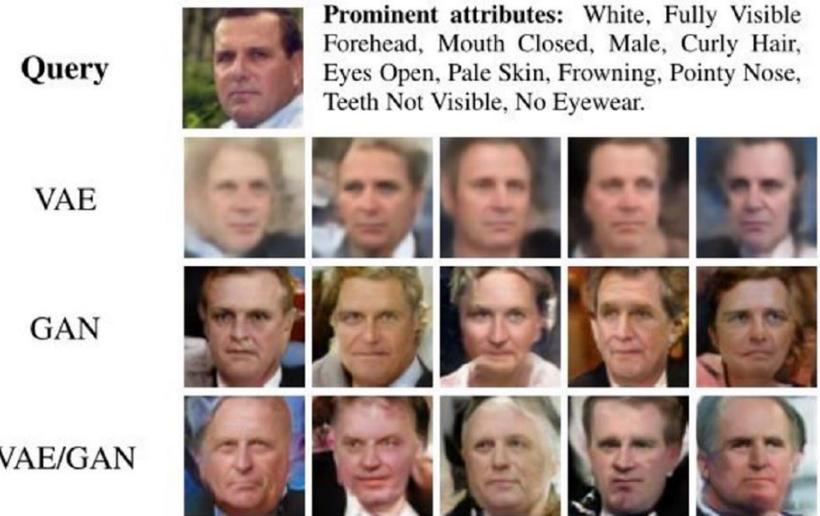 Query
Prominent attributes: White, Fully Visible
Forehead, Mouth Closed, Male, Curly Hair,
Eyes Open, Pale Skin, Frowning, Pointy Nose,
Teeth Not Visible, No Eyewear.
VAE
GAN
VAE/GAN